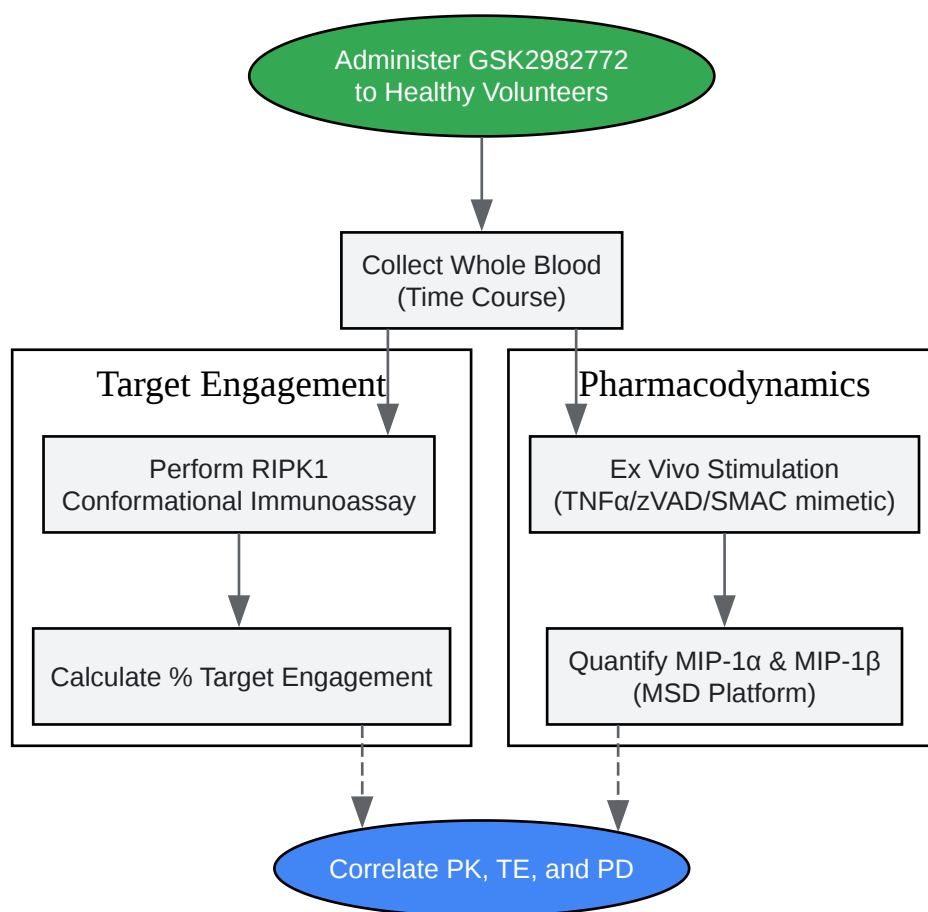 Administer GSK2982772
to Healthy Volunteers
Collect Whole Blood
(Time Course)
Target Engagement
Perform RIPK1
Conformational Immunoassay
Calculate % Target Engagement
Pharmacodynamics
Ex Vivo Stimulation
(TNFα/zVAD/SMAC mimetic)
Quantify MIP-1α & MIP-1β
(MSD Platform)
Correlate PK, TE, and PD